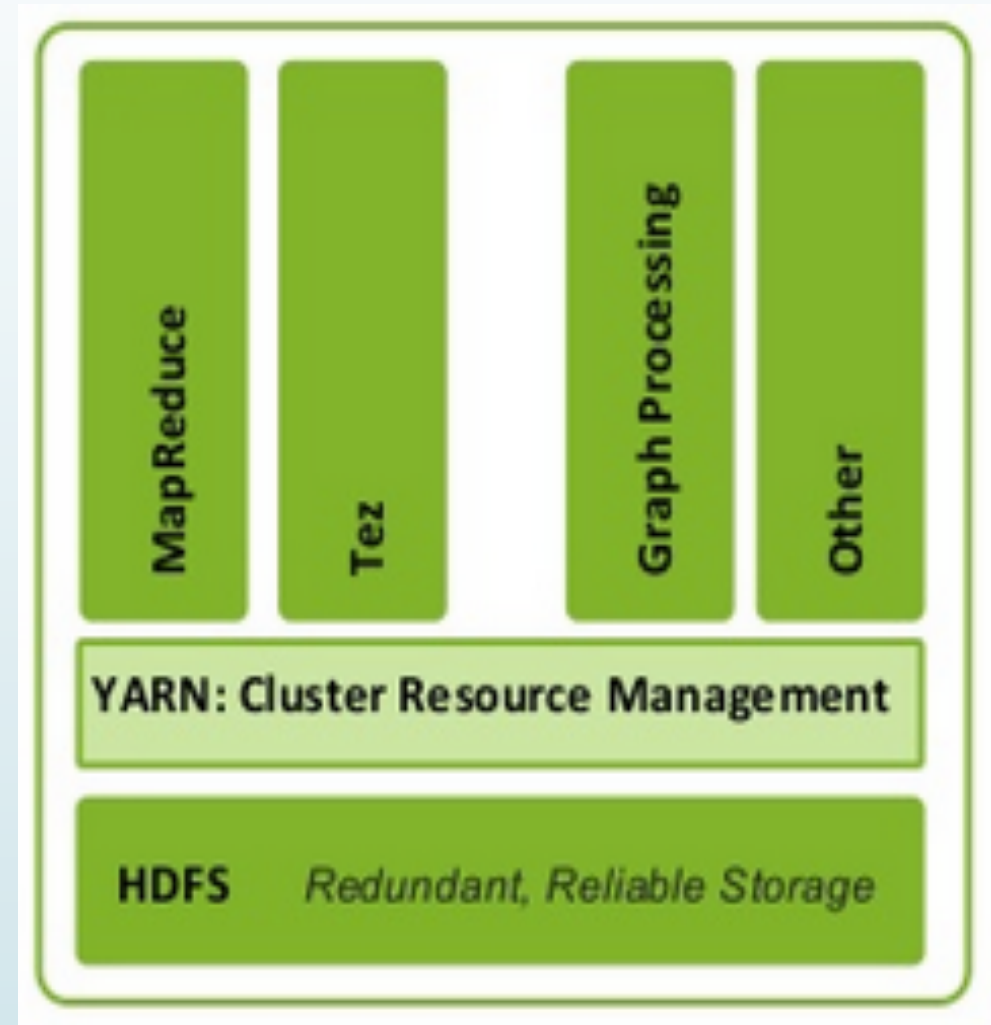 MapReduce
Tez
Graph Processing
Other
YARN: Cluster Resource Management
HDFS Redundant, Reliable Storage